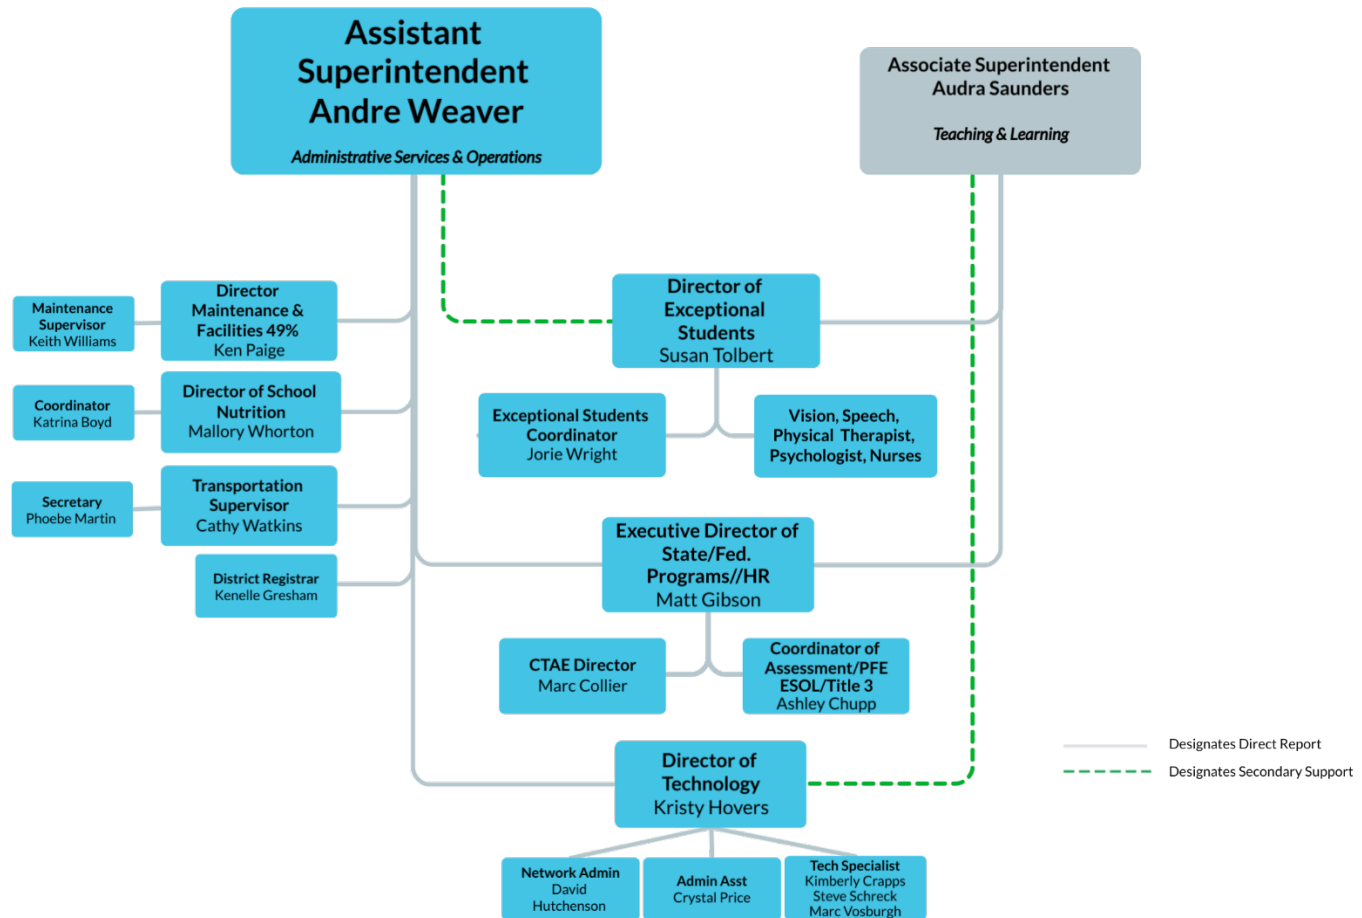 Assistant
Superintendent
Andre Weaver
Administrative Services & Operations
Associate Superintendent
Audra Saunders
Teaching & Learning
Maintenance
Supervisor
Keith Williams
Director
Maintenance &
Facilities 49%
Ken Paige
Director of
Exceptional
Students
Susan Tolbert
Coordinator
Katrina Boyd
Director of School
Nutrition
Mallory Whorton
Exceptional Students
Coordinator
Jorie Wright
Vision, Speech,
Physical Therapist,
Psychologist, Nurses
Secretary
Phoebe Martin
Transportation
Supervisor
Cathy Watkins
District Registrar
Kenelle Gresham
Executive Director of
State/Fed.
Programs//HR
Matt Gibson
CTAE Director
Marc Collier
Coordinator of
Assessment/PFE
ESOL/Title 3
Ashley Chupp
Director of
Technology
Kristy Hovers
Designates Direct Report
Designates Secondary Support
Network Admin
David
Hutchenson
Admin Asst
Crystal Price
Tech Specialist
Kimberly Crapps
Steve Schreck
Marc Vosburgh